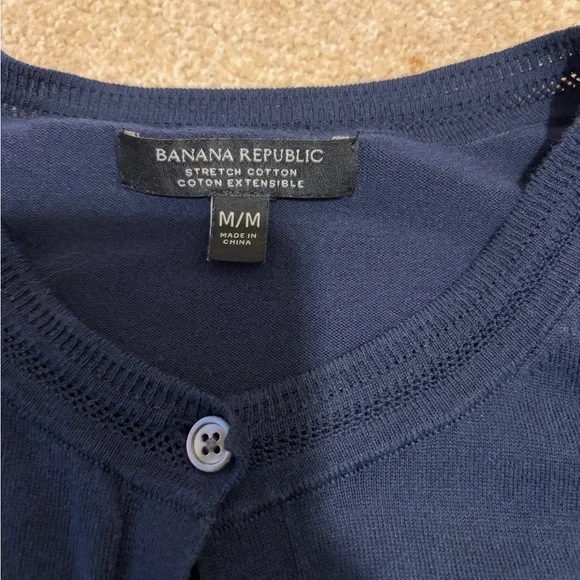 BANANA REPUBLIC
STRETCH COTTON
COTON EXTENSIBLE
M/M
MADE IN
CHINA